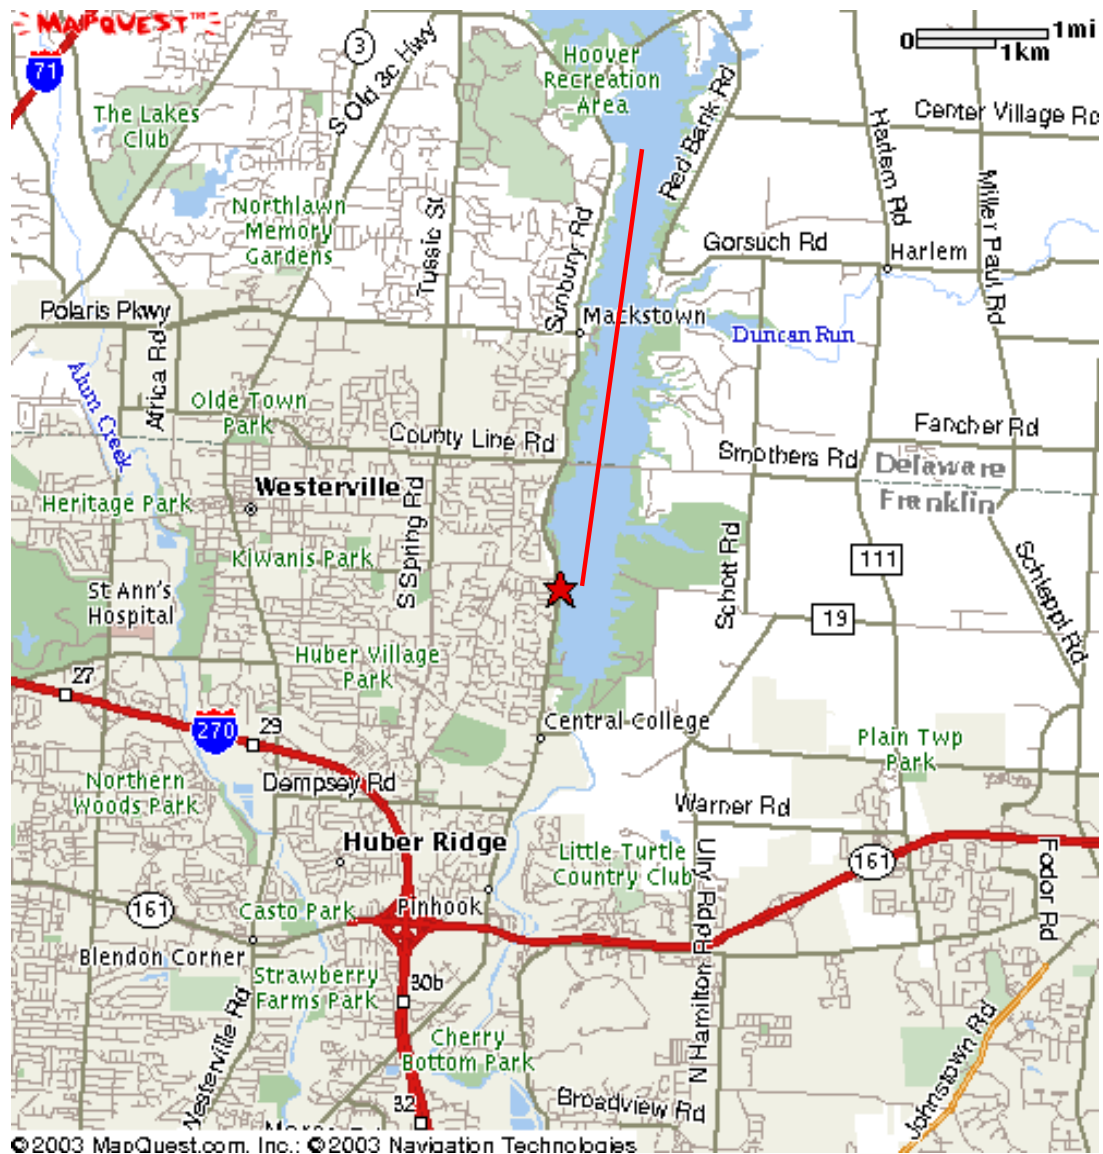 MAPQUEST™
71
3
S Old 3c Hwy
Hoover
Recreation
Area
0
1mi
1km
The Lakes
Club
Red Bank Rd
Center Village Rd
Harlem Rd
Miller Paul Rd
Northlawn
Memory
Gardens
Tussic St
Sunbury Rd
Gorsuch Rd
Harlem
Polaris Pkwy
Africa Rd
Mackstown
Duncan Run
Alum Creek
Olde Town
Park
County Line Rd
Fancher Rd
Smothers Rd
Delaware
Franklin
Westerville
Heritage Park
S Spring Rd
Kiwanis Park
Schott Rd
111
Schleppi Rd
St Ann's
Hospital
19
Huber Village
Park
27
270
29
Central College
Plain Twp
Park
Dempsey Rd
Northern
Woods Park
Warner Rd
Huber Ridge
Little Turtle
Country Club
Ulry Rd
161
Fodor Rd
161
Casto Park
Pinhook
Blendon Corner
Strawberry
Farms Park
30b
N Hamilton Rd
Cherry
Bottom Park
Westerville Rd
Johnstown Rd
32
Broadview Rd
©2003 MapQuest.com, Inc.; ©2003 Navigation Technologies